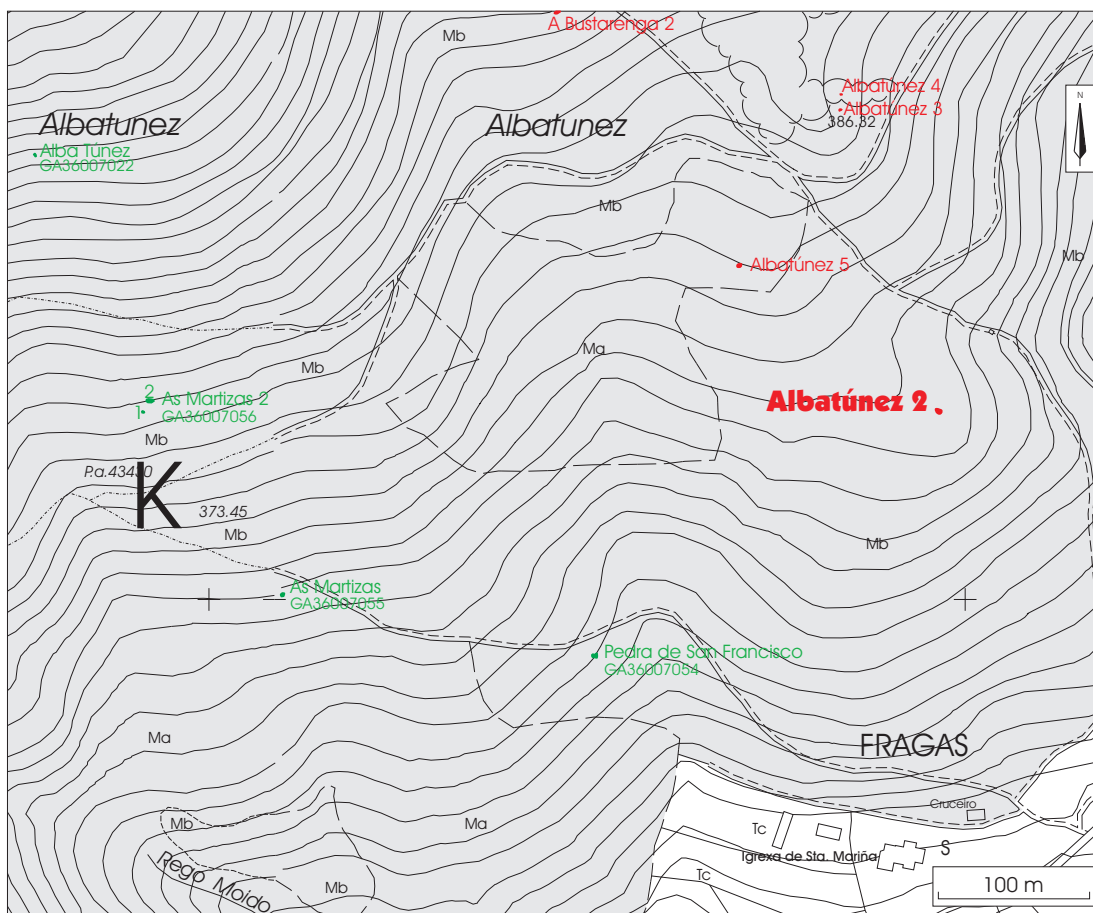 A Bustarenga 2
Mb
Albatúnez 4
N
Albatúnez 3
386.32
Albatunez
Albatunez
Alba Túnez
GA36007022
Mb
Mb
Albatúnez 5
Ma
Mb
2
As Martizas 2
1
GA36007056
Albatúnez 2
Mb
P.a.43430
K
373.45
Mb
Mb
As Martizas
GA36007055
Pedra de San Francisco
GA36007054
Ma
FRAGAS
Cruceiro
Mb
Ma
Tc
Igrexa de Sta. Mariña
S
Rego Moido
Mb
Tc
100 m